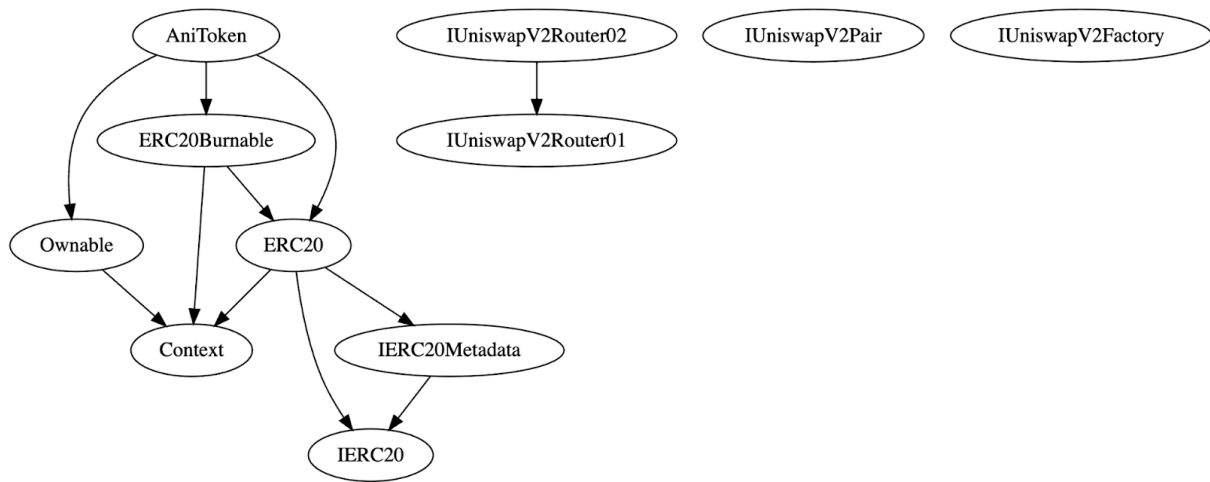 AniToken
IUniswapV2Router02
IUniswapV2Pair
IUniswapV2Factory
ERC20Burnable
IUniswapV2Router01
Ownable
ERC20
Context
IERC20Metadata
IERC20